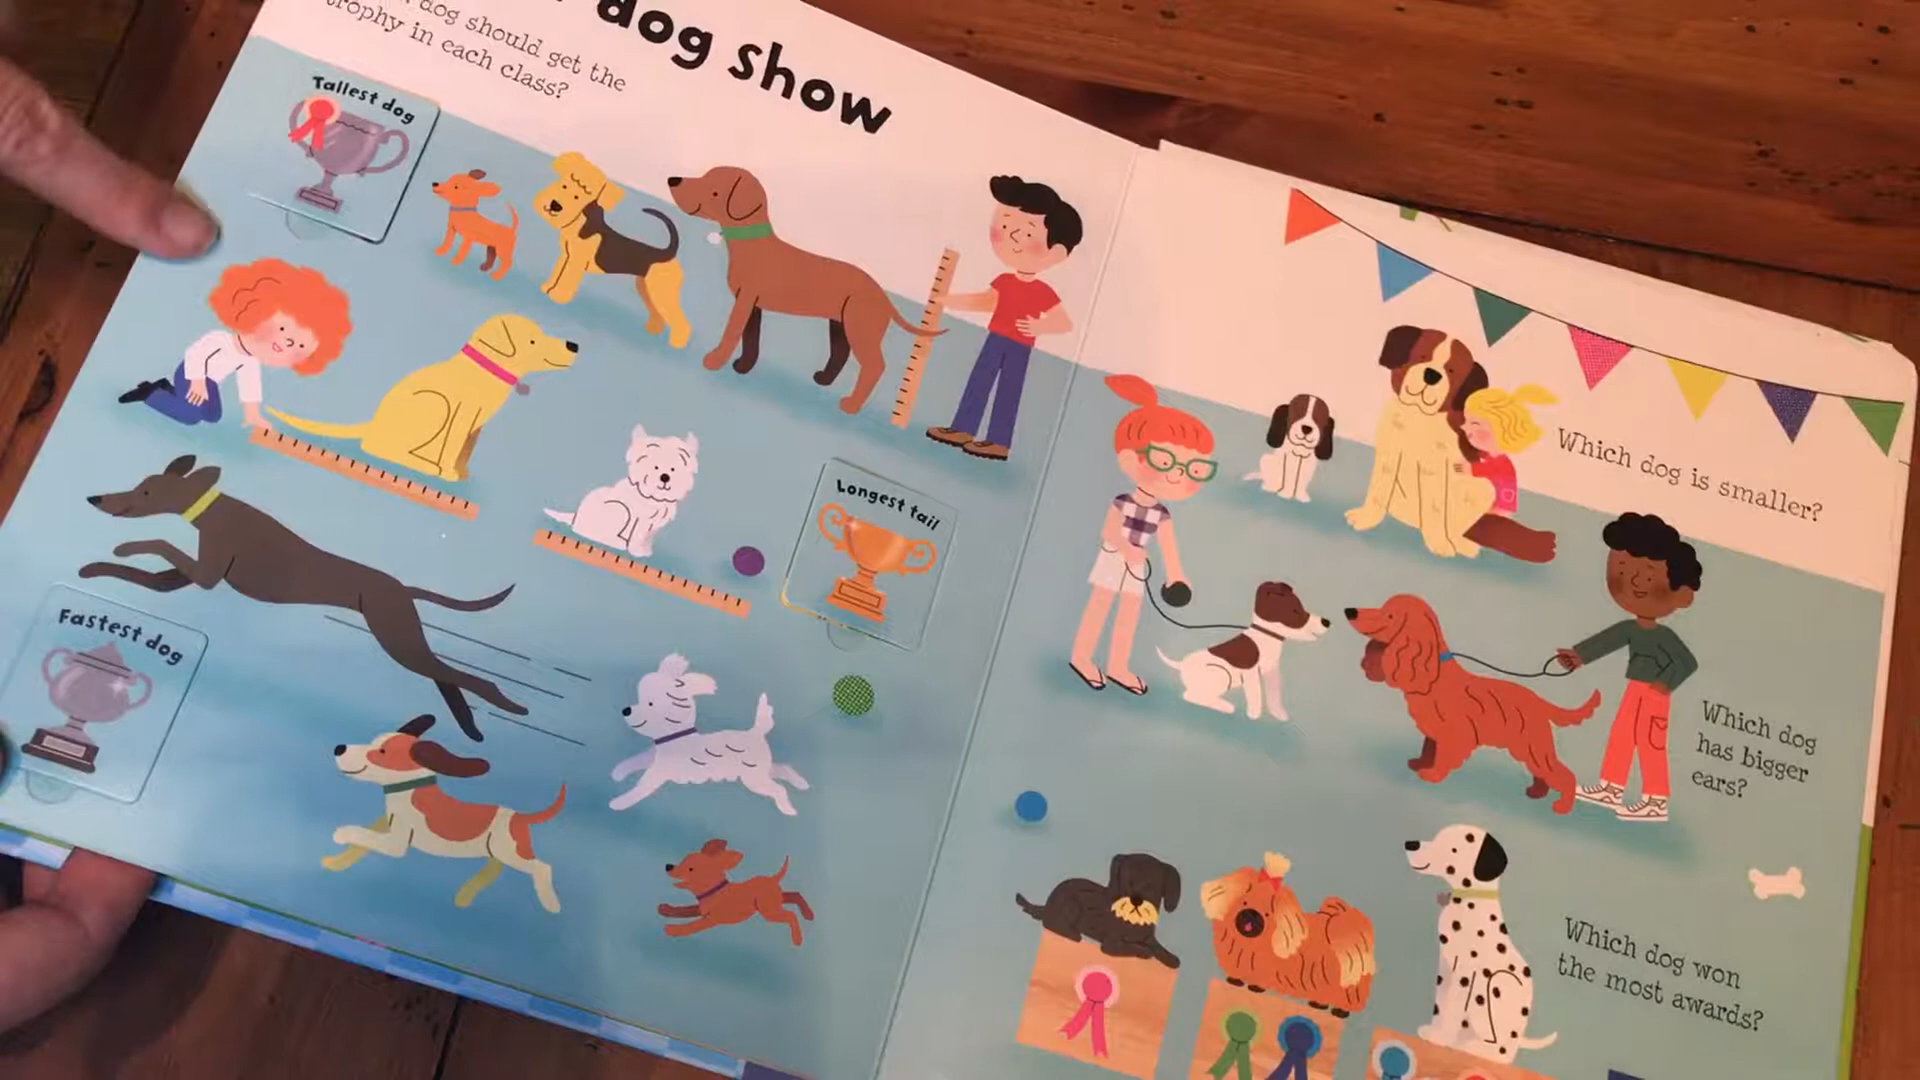 dog show
dog should get the
trophy in each class?
Tallest dog
Longest tail
Fastest dog
Which dog is smaller?
Which dog
has bigger
ears?
Which dog won
the most awards?